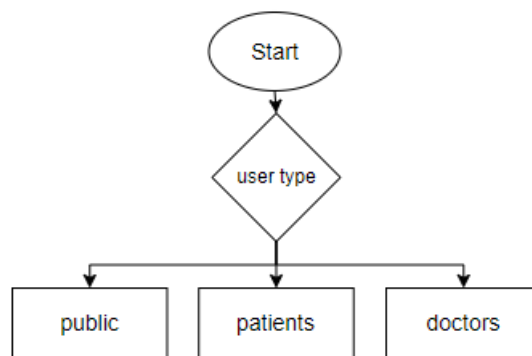 Start
user type
public
patients
doctors